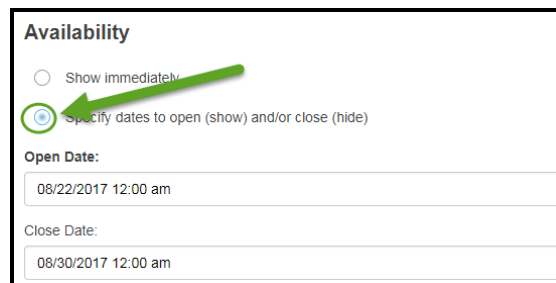 Availability
Show immediately
Specify dates to open (show) and/or close (hide)
Open Date:
08/22/2017 12:00 am
Close Date:
08/30/2017 12:00 am